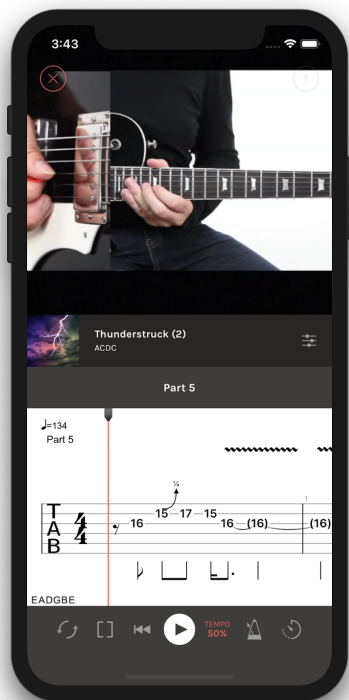 3:43
?
Thunderstruck (2)
ACDC
Part 5
♩=134
Part 5
¼
1
T
A
B
4
4
15 17 15
16 16 (16) (16)
EADGBE
TEMPO
50%